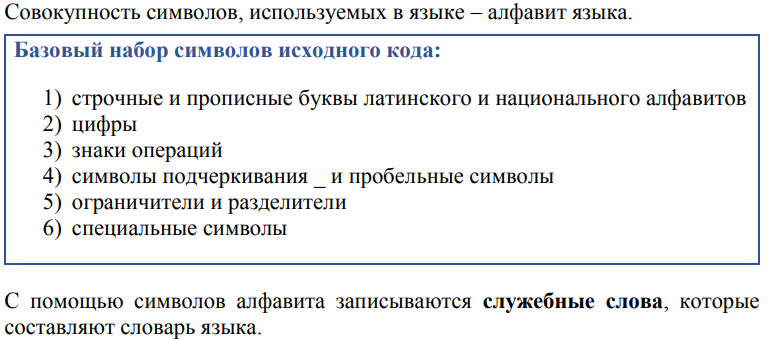 Совокупность символов, используемых в языке – алфавит языка.
Базовый набор символов исходного кода:
1) строчные и прописные буквы латинского и национального алфавитов
2) цифры
3) знаки операций
4) символы подчеркивания _ и пробельные символы
5) ограничители и разделители
6) специальные символы
С помощью символов алфавита записываются служебные слова, которые
составляют словарь языка.